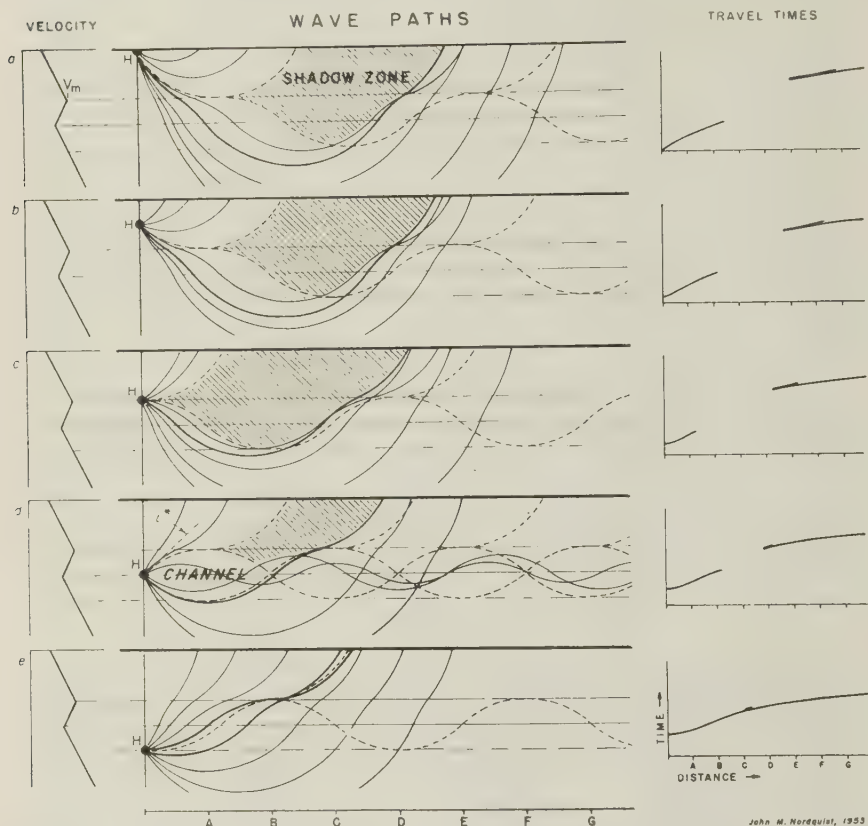 VELOCITY
WAVE PATHS
TRAVEL TIMES
a
Vm
H
SHADOW ZONE
b
H
c
H
i*
H
CHANNEL
e
H
TIME →
A B C D E F G
DISTANCE →
A B C D E F G
John M. Nordquist, 1953